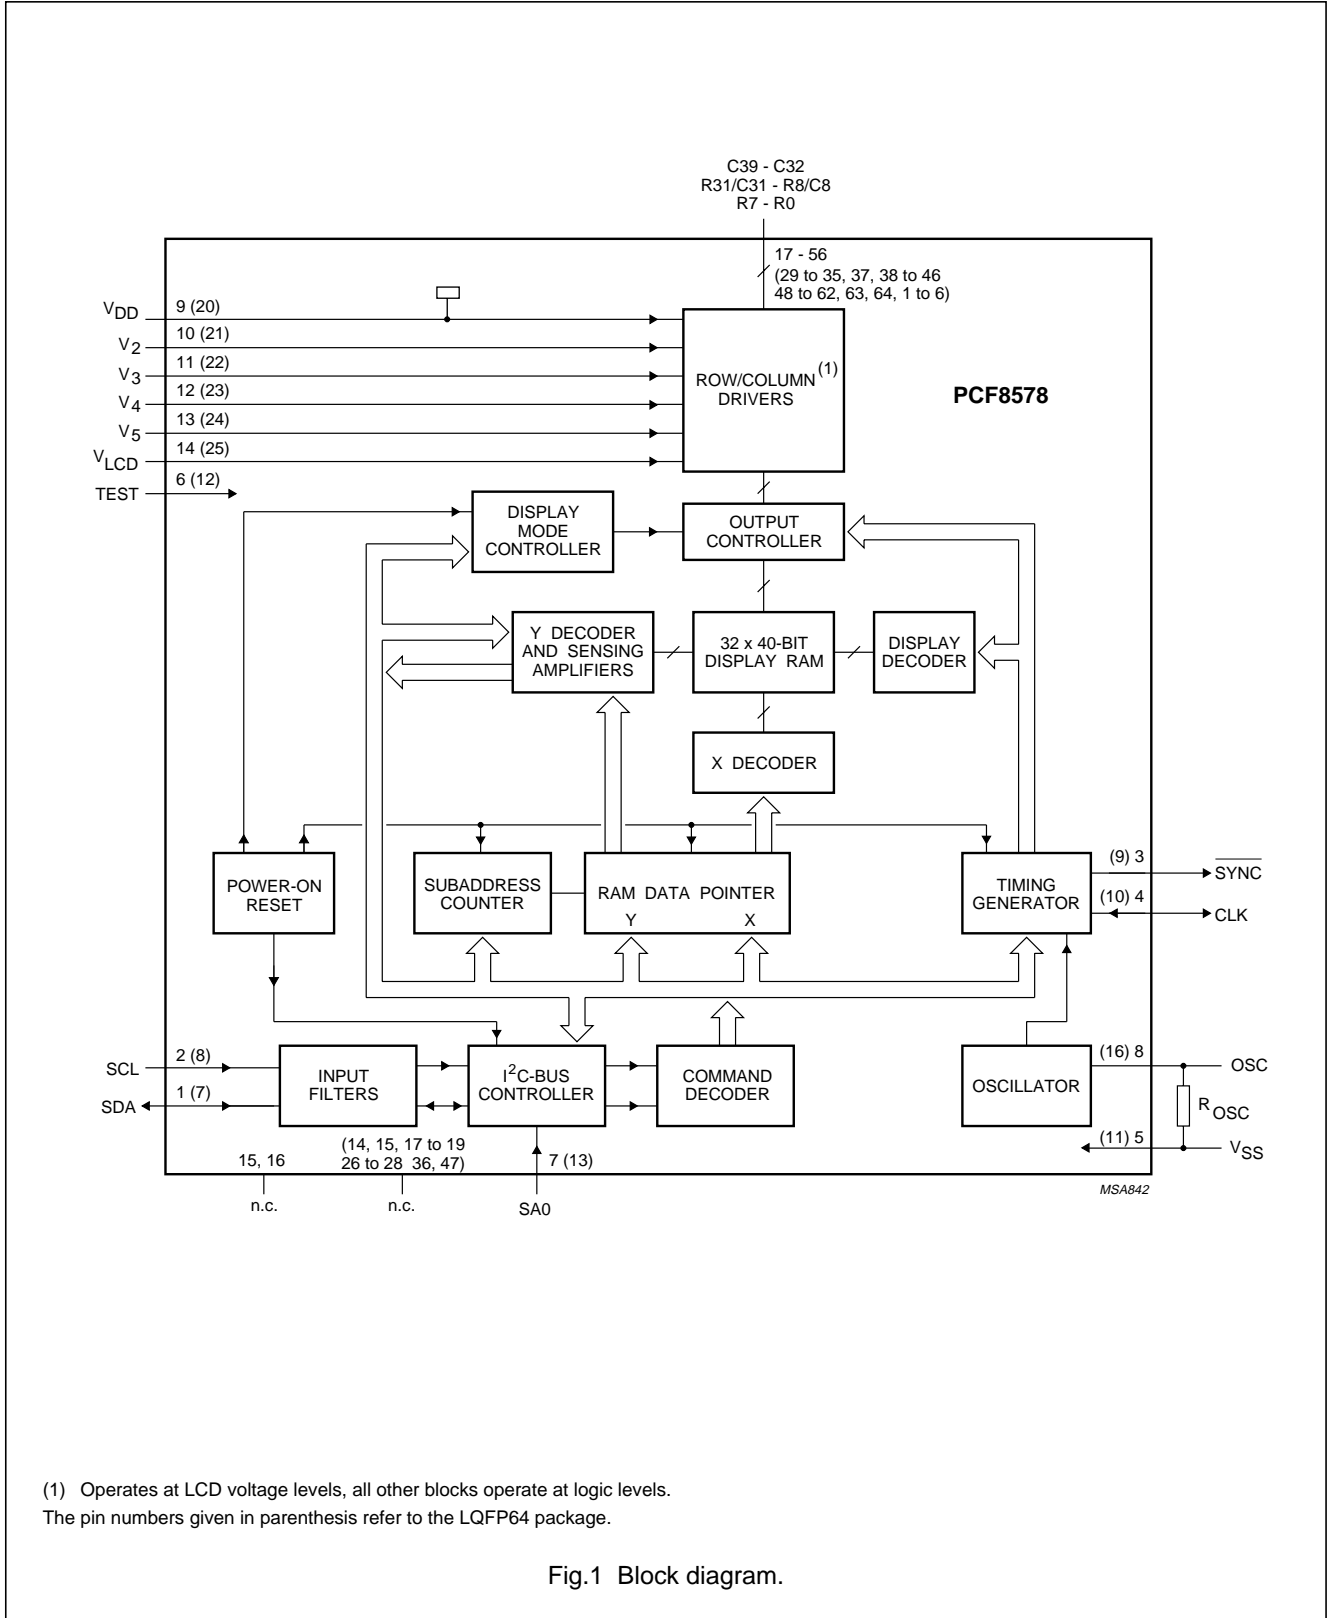 C39 - C32
R31/C31 - R8/C8
R7 - R0
17 - 56
(29 to 35, 37, 38 to 46
48 to 62, 63, 64, 1 to 6)
VDD
9 (20)
V2
10 (21)
V3
11 (22)
V4
12 (23)
V5
13 (24)
VLCD
14 (25)
TEST
6 (12)
ROW/COLUMN (1)
DRIVERS
PCF8578
DISPLAY
MODE
CONTROLLER
OUTPUT
CONTROLLER
Y DECODER
AND SENSING
AMPLIFIERS
32 x 40-BIT
DISPLAY RAM
DISPLAY
DECODER
X DECODER
POWER-ON
RESET
SUBADDRESS
COUNTER
RAM DATA POINTER
Y X
TIMING
GENERATOR
(9) 3
SYNC
(10) 4
CLK
SCL
2 (8)
SDA
1 (7)
INPUT
FILTERS
I2C-BUS
CONTROLLER
COMMAND
DECODER
OSCILLATOR
(16) 8
OSC
ROSC
(11) 5
VSS
15, 16
(14, 15, 17 to 19
26 to 28 36, 47)
7 (13)
n.c.
n.c.
SA0
MSA842
(1) Operates at LCD voltage levels, all other blocks operate at logic levels.
The pin numbers given in parenthesis refer to the LQFP64 package.
Fig.1 Block diagram.